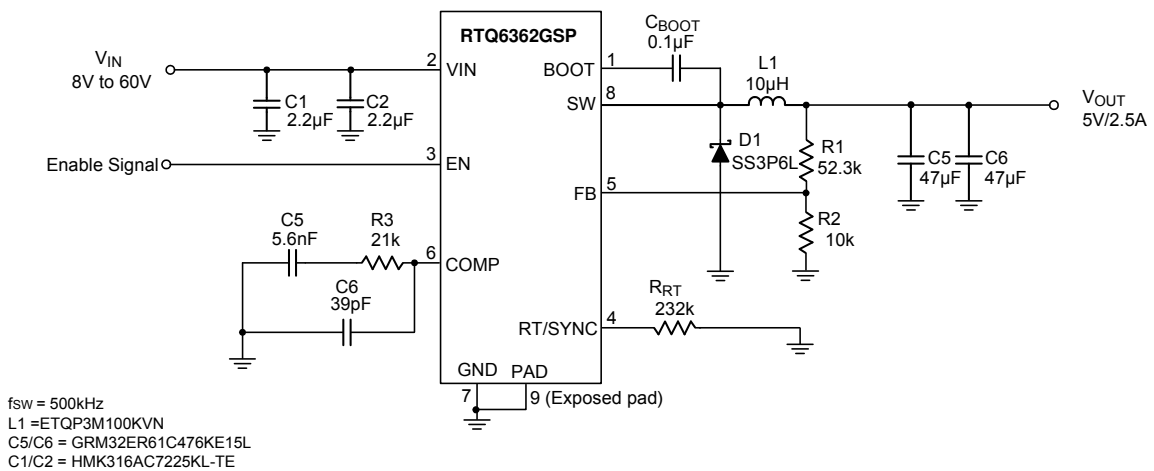 RTQ6362GSP
CBOOT
0.1µF
VIN
8V to 60V
2
VIN
C1
2.2µF
C2
2.2µF
Enable Signal
3
EN
C5
5.6nF
R3
21k
6
COMP
C6
39pF
BOOT
1
SW
8
L1
10µH
VOUT
5V/2.5A
D1
SS3P6L
R1
52.3k
C5
47µF
C6
47µF
FB
5
R2
10k
RRT
232k
RT/SYNC
4
GND
PAD
7
9 (Exposed pad)
fsw = 500kHz
L1 =ETQP3M100KVN
C5/C6 = GRM32ER61C476KE15L
C1/C2 = HMK316AC7225KL-TE